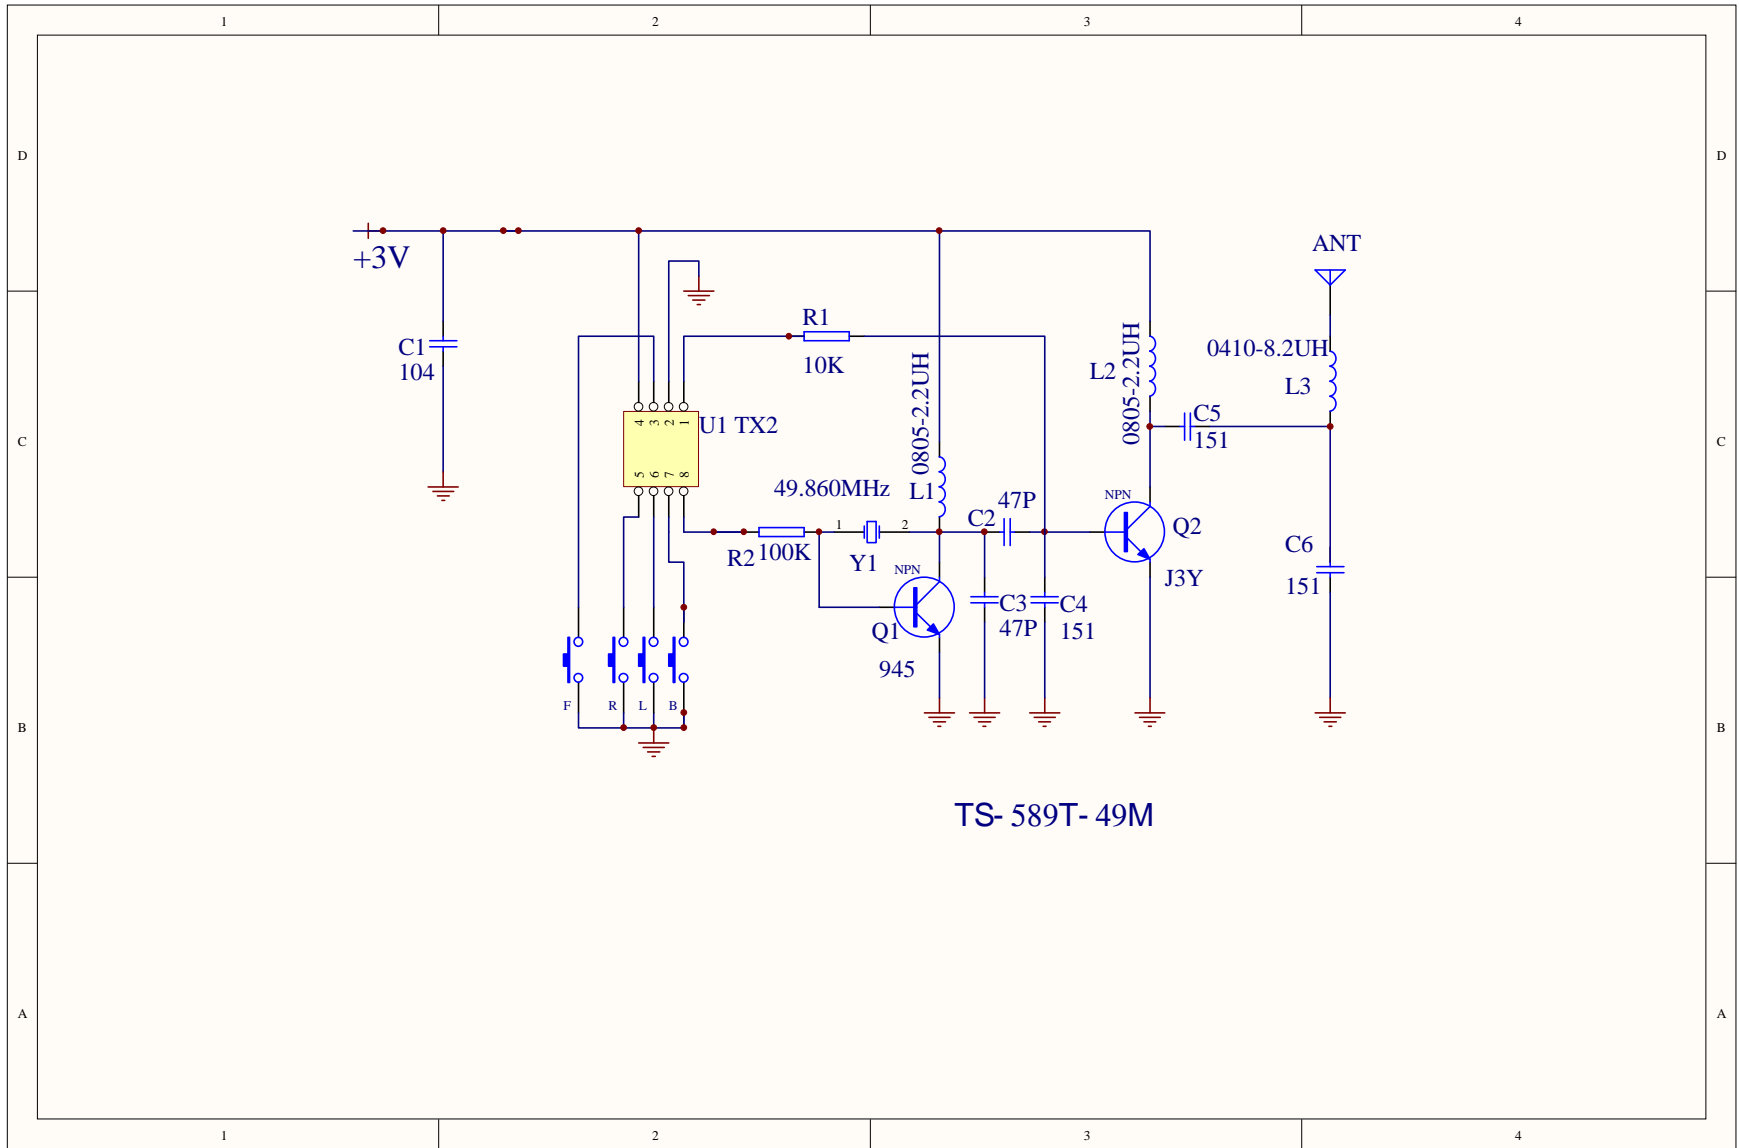 1 2 3 4
D D
+3V
ANT
C C
R1
10K
C1
104
0805-2.2UH
L1
L2
0805-2.2UH
0410-8.2UH
L3
4 3 2 1
U1 TX2
5 6 7 8
C5
151
49.860MHz
47P
C2
NPN
Q2
J3Y
1 2
R2 100K
Y1
NPN
Q1
945
C3
47P
C4
151
C6
151
F R L B
B B
TS-589T-49M
A A
1 2 3 4